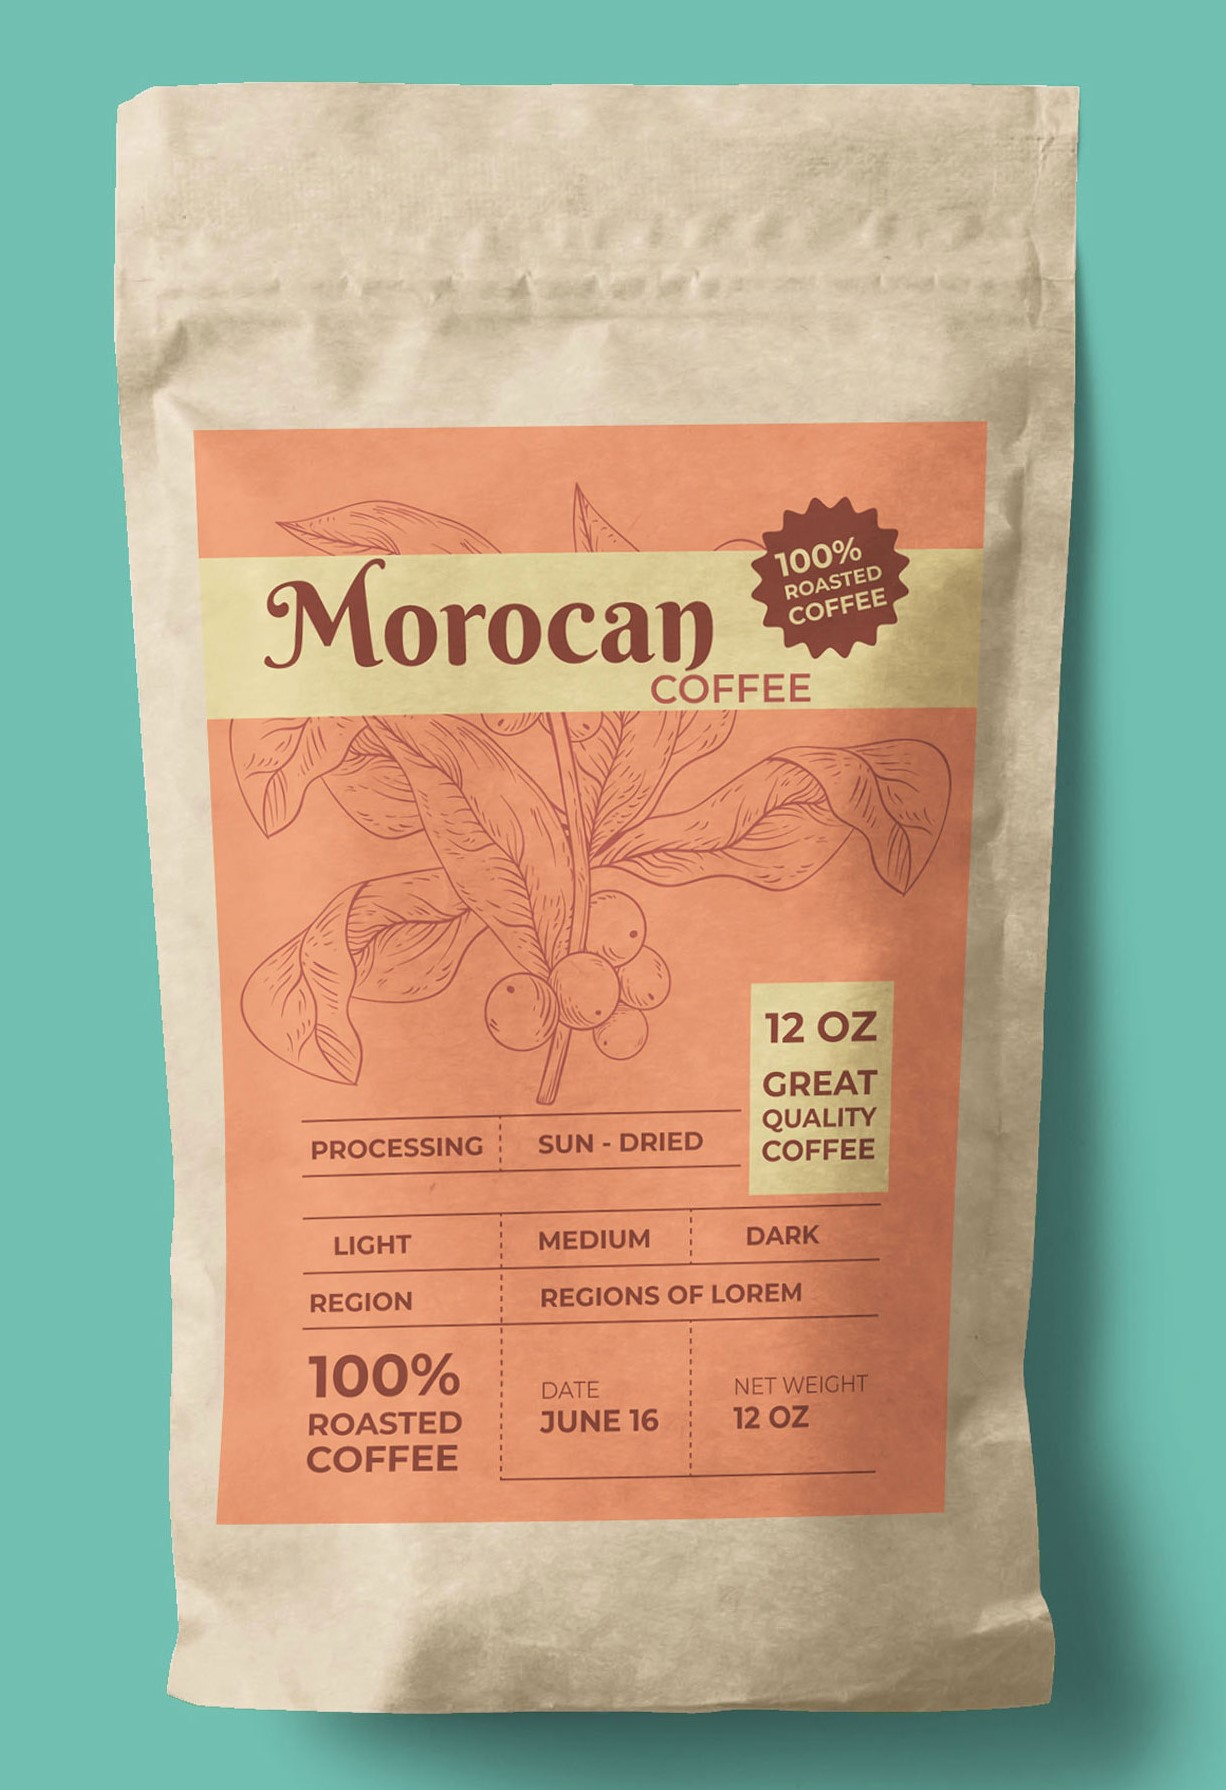 Morocan
COFFEE
100%
ROASTED
COFFEE
12 OZ
GREAT
QUALITY
COFFEE
PROCESSING SUN - DRIED
LIGHT MEDIUM DARK
REGION REGIONS OF LOREM
100%
ROASTED
COFFEE
DATE
JUNE 16
NET WEIGHT
12 OZ